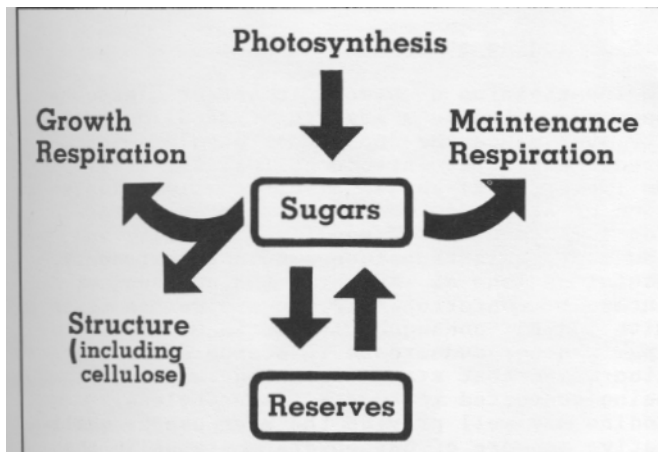 Photosynthesis
Growth
Respiration
Maintenance
Respiration
Sugars
Structure
(including
cellulose)
Reserves